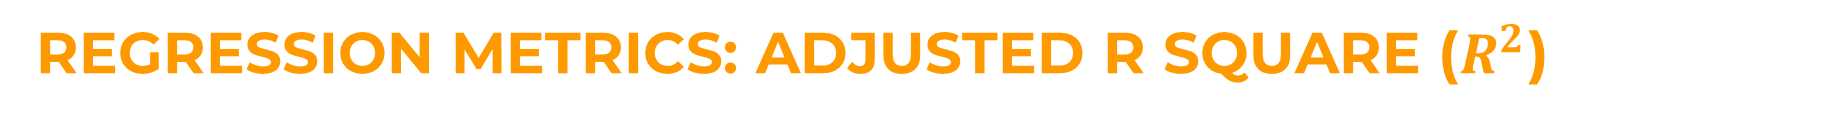 REGRESSION METRICS: ADJUSTED R SQUARE (R²)